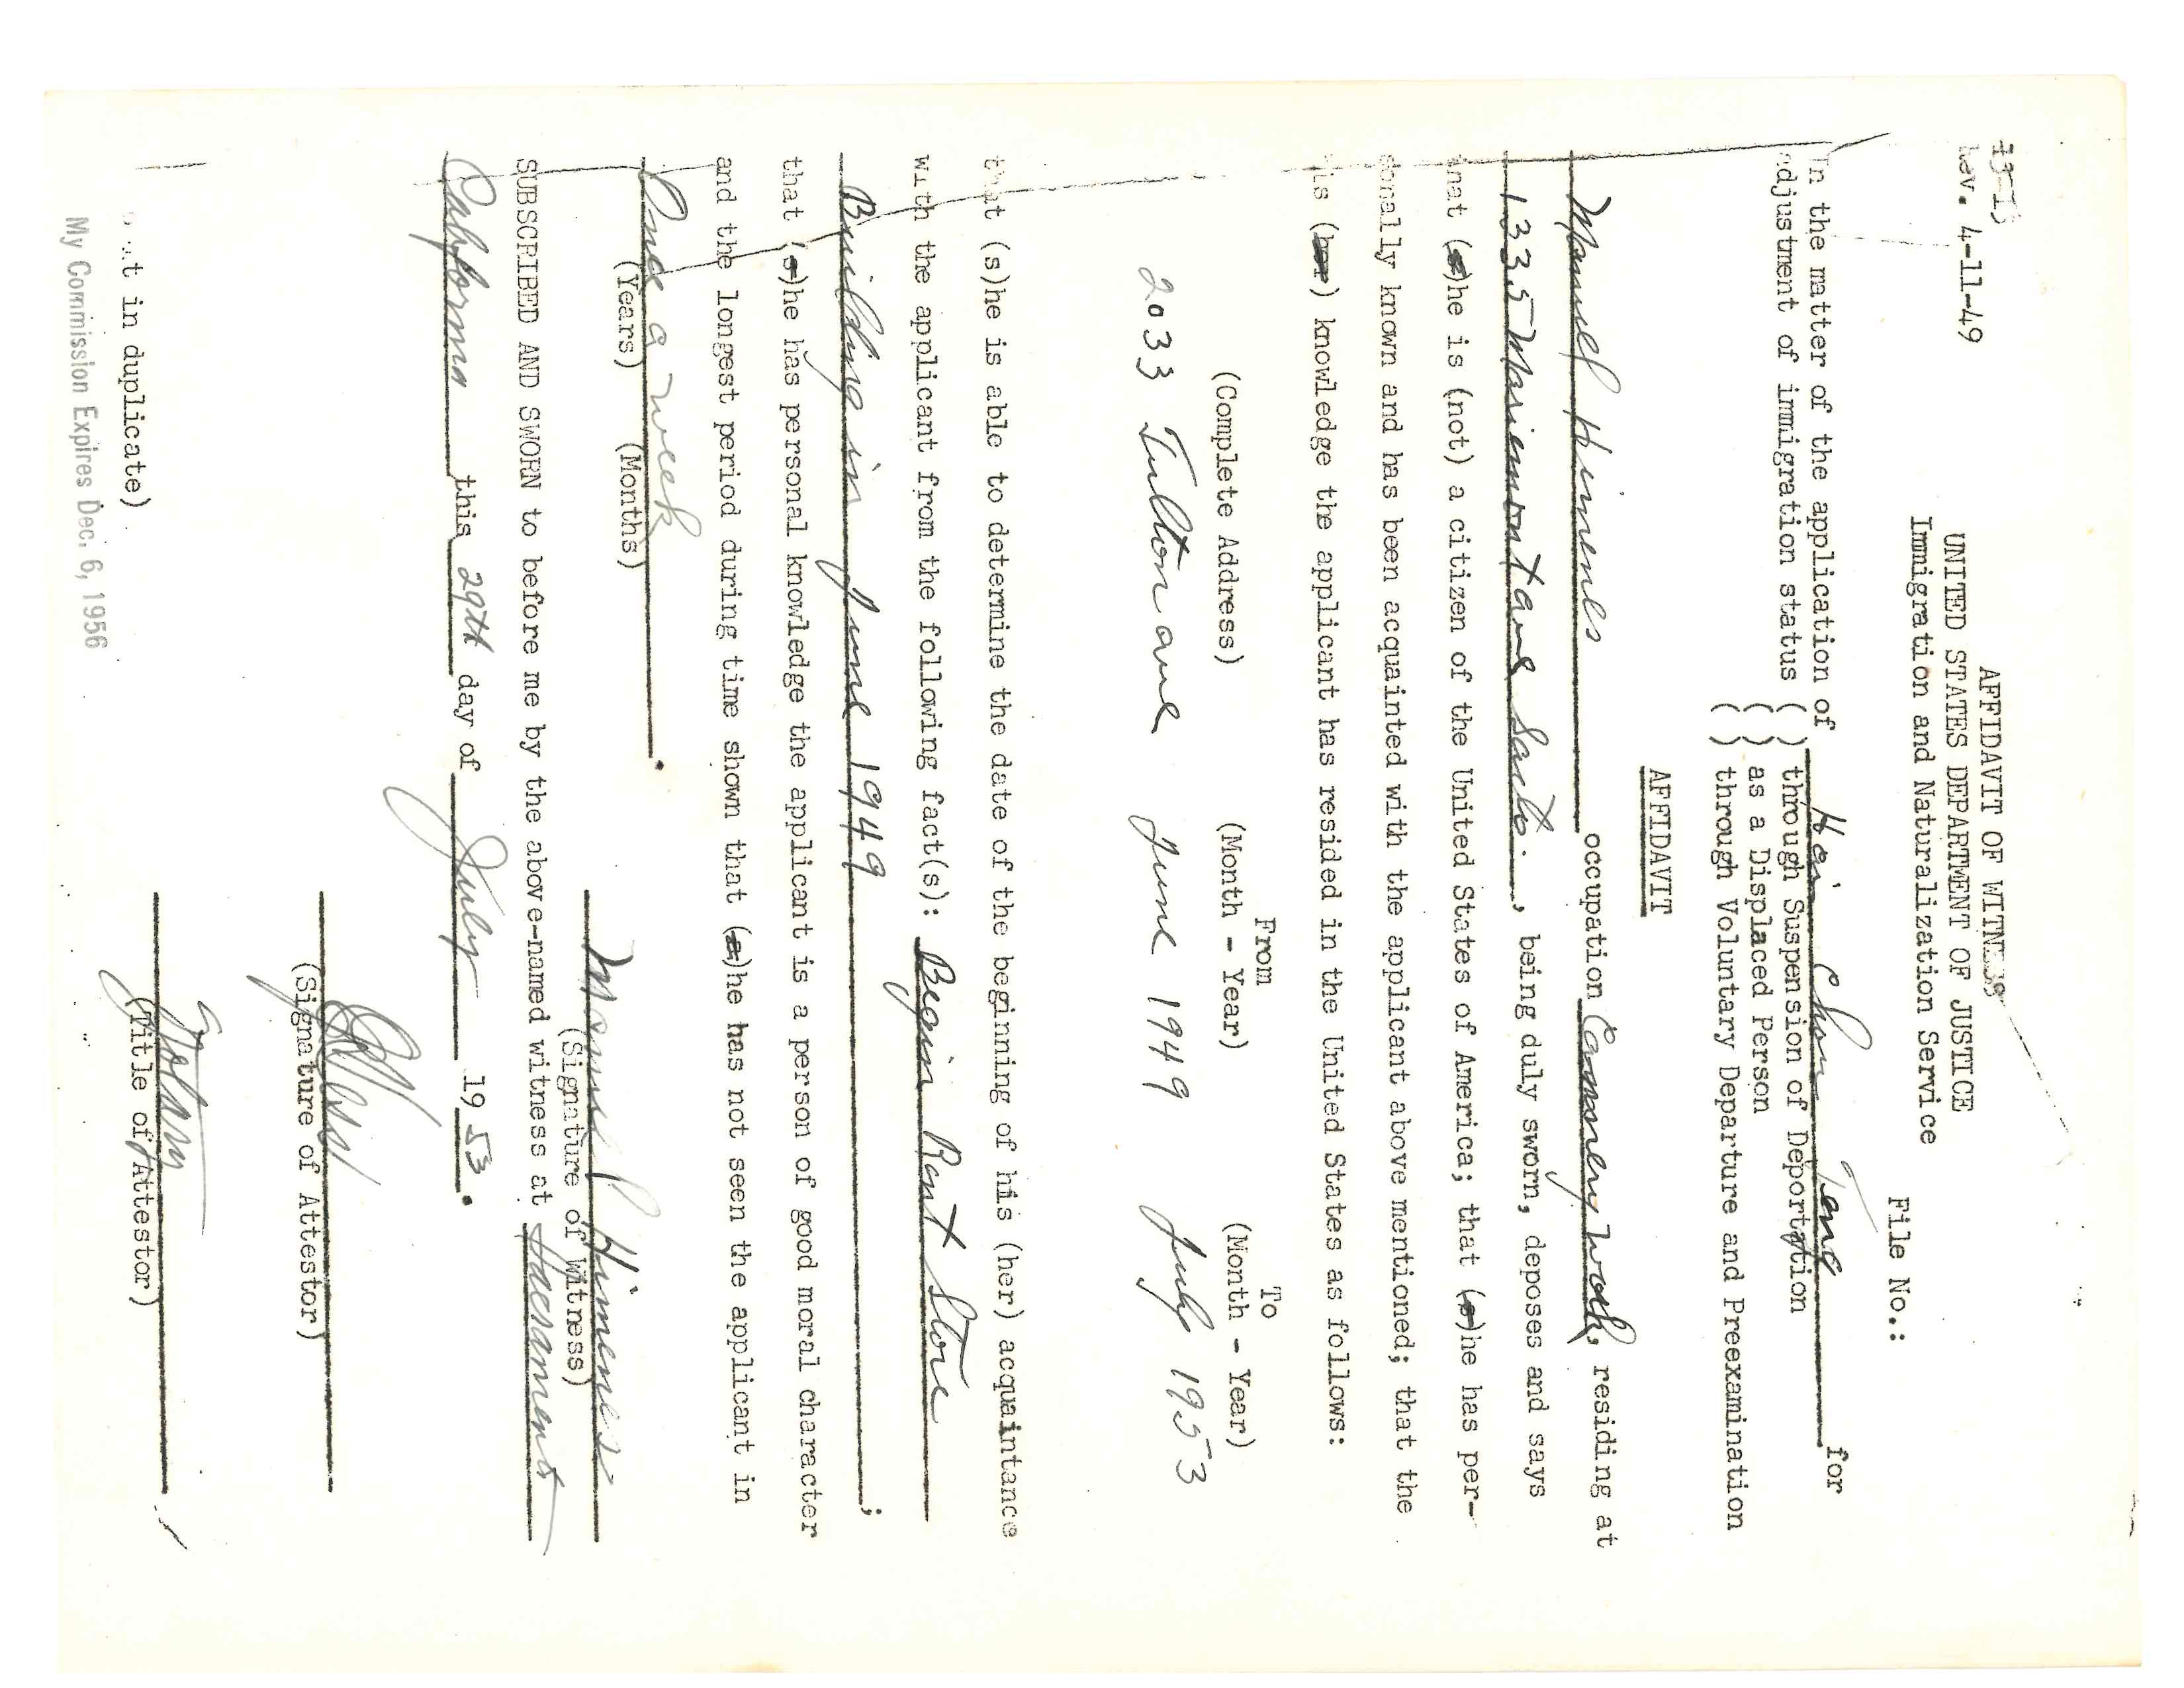 Rev. 4-11-49
AFFIDAVIT OF WITNESS
UNITED STATES DEPARTMENT OF JUSTICE
Immigration and Naturalization Service
File No.:
In the matter of the application of Hai Chou Teng for
adjustment of immigration status ( ) through Suspension of Deportation
( ) as a Displaced Person
( ) through Voluntary Departure and Preexamination
AFFIDAVIT
Manuel Himenes occupation Cannery Work, residing at
1335 Mariemont ave Sacto. , being duly sworn, deposes and says
that (s)he is (not) a citizen of the United States of America; that (s)he has per-
sonally known and has been acquainted with the applicant above mentioned; that the
his (her) knowledge the applicant has resided in the United States as follows:
From To
(Complete Address) (Month - Year) (Month - Year)
2033 Fulton ave June 1949 July 1953
that (s)he is able to determine the date of the beginning of his (her) acquaintance
with the applicant from the following fact(s): Begin Rent Store
Building in June 1949 ;
that (s)he has personal knowledge the applicant is a person of good moral character
and the longest period during time shown that (s)he has not seen the applicant in
Once a week .
(Years) (Months)
Manuel P Himenes
(Signature of Witness)
SUBSCRIBED AND SWORN to before me by the above-named witness at Sacramento
California this 29th day of July 19 53.
Hess
(Signature of Attestor)
Notary
(Title of Attestor)
in duplicate)
My Commission Expires Dec. 6, 1956